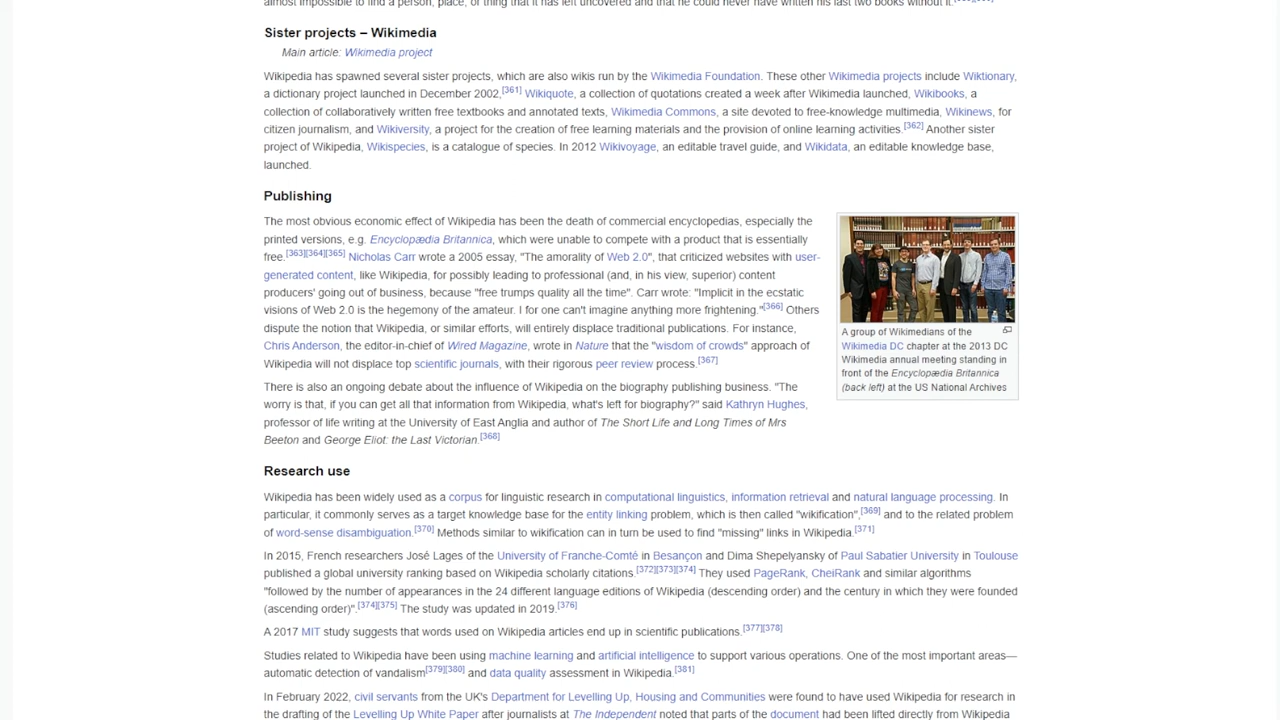 almost impossible to find a person, place, or thing that it has left uncovered and that he could never have written his last two books without it.
Sister projects – Wikimedia
Main article: Wikimedia project
Wikipedia has spawned several sister projects, which are also wikis run by the Wikimedia Foundation. These other Wikimedia projects include Wiktionary,
a dictionary project launched in December 2002,[361] Wikiquote, a collection of quotations created a week after Wikimedia launched, Wikibooks, a
collection of collaboratively written free textbooks and annotated texts, Wikimedia Commons, a site devoted to free-knowledge multimedia, Wikinews, for
citizen journalism, and Wikiversity, a project for the creation of free learning materials and the provision of online learning activities.[362] Another sister
project of Wikipedia, Wikispecies, is a catalogue of species. In 2012 Wikivoyage, an editable travel guide, and Wikidata, an editable knowledge base,
launched.
Publishing
The most obvious economic effect of Wikipedia has been the death of commercial encyclopedias, especially the
printed versions, e.g. Encyclopædia Britannica, which were unable to compete with a product that is essentially
free.[363][364][365] Nicholas Carr wrote a 2005 essay, "The amorality of Web 2.0", that criticized websites with user-
generated content, like Wikipedia, for possibly leading to professional (and, in his view, superior) content
producers' going out of business, because "free trumps quality all the time". Carr wrote: "Implicit in the ecstatic
visions of Web 2.0 is the hegemony of the amateur. I for one can't imagine anything more frightening."[366] Others
dispute the notion that Wikipedia, or similar efforts, will entirely displace traditional publications. For instance,
Chris Anderson, the editor-in-chief of Wired Magazine, wrote in Nature that the "wisdom of crowds" approach of
Wikipedia will not displace top scientific journals, with their rigorous peer review process.[367]
There is also an ongoing debate about the influence of Wikipedia on the biography publishing business. "The
worry is that, if you can get all that information from Wikipedia, what's left for biography?" said Kathryn Hughes,
professor of life writing at the University of East Anglia and author of The Short Life and Long Times of Mrs
Beeton and George Eliot: the Last Victorian.[368]
A group of Wikimedians of the
Wikimedia DC chapter at the 2013 DC
Wikimedia annual meeting standing in
front of the Encyclopædia Britannica
(back left) at the US National Archives
Research use
Wikipedia has been widely used as a corpus for linguistic research in computational linguistics, information retrieval and natural language processing. In
particular, it commonly serves as a target knowledge base for the entity linking problem, which is then called "wikification",[369] and to the related problem
of word-sense disambiguation.[370] Methods similar to wikification can in turn be used to find "missing" links in Wikipedia.[371]
In 2015, French researchers José Lages of the University of Franche-Comté in Besançon and Dima Shepelyansky of Paul Sabatier University in Toulouse
published a global university ranking based on Wikipedia scholarly citations.[372][373][374] They used PageRank, CheiRank and similar algorithms
"followed by the number of appearances in the 24 different language editions of Wikipedia (descending order) and the century in which they were founded
(ascending order)".[374][375] The study was updated in 2019.[376]
A 2017 MIT study suggests that words used on Wikipedia articles end up in scientific publications.[377][378]
Studies related to Wikipedia have been using machine learning and artificial intelligence to support various operations. One of the most important areas—
automatic detection of vandalism[379][380] and data quality assessment in Wikipedia.[381]
In February 2022, civil servants from the UK's Department for Levelling Up, Housing and Communities were found to have used Wikipedia for research in
the drafting of the Levelling Up White Paper after journalists at The Independent noted that parts of the document had been lifted directly from Wikipedia